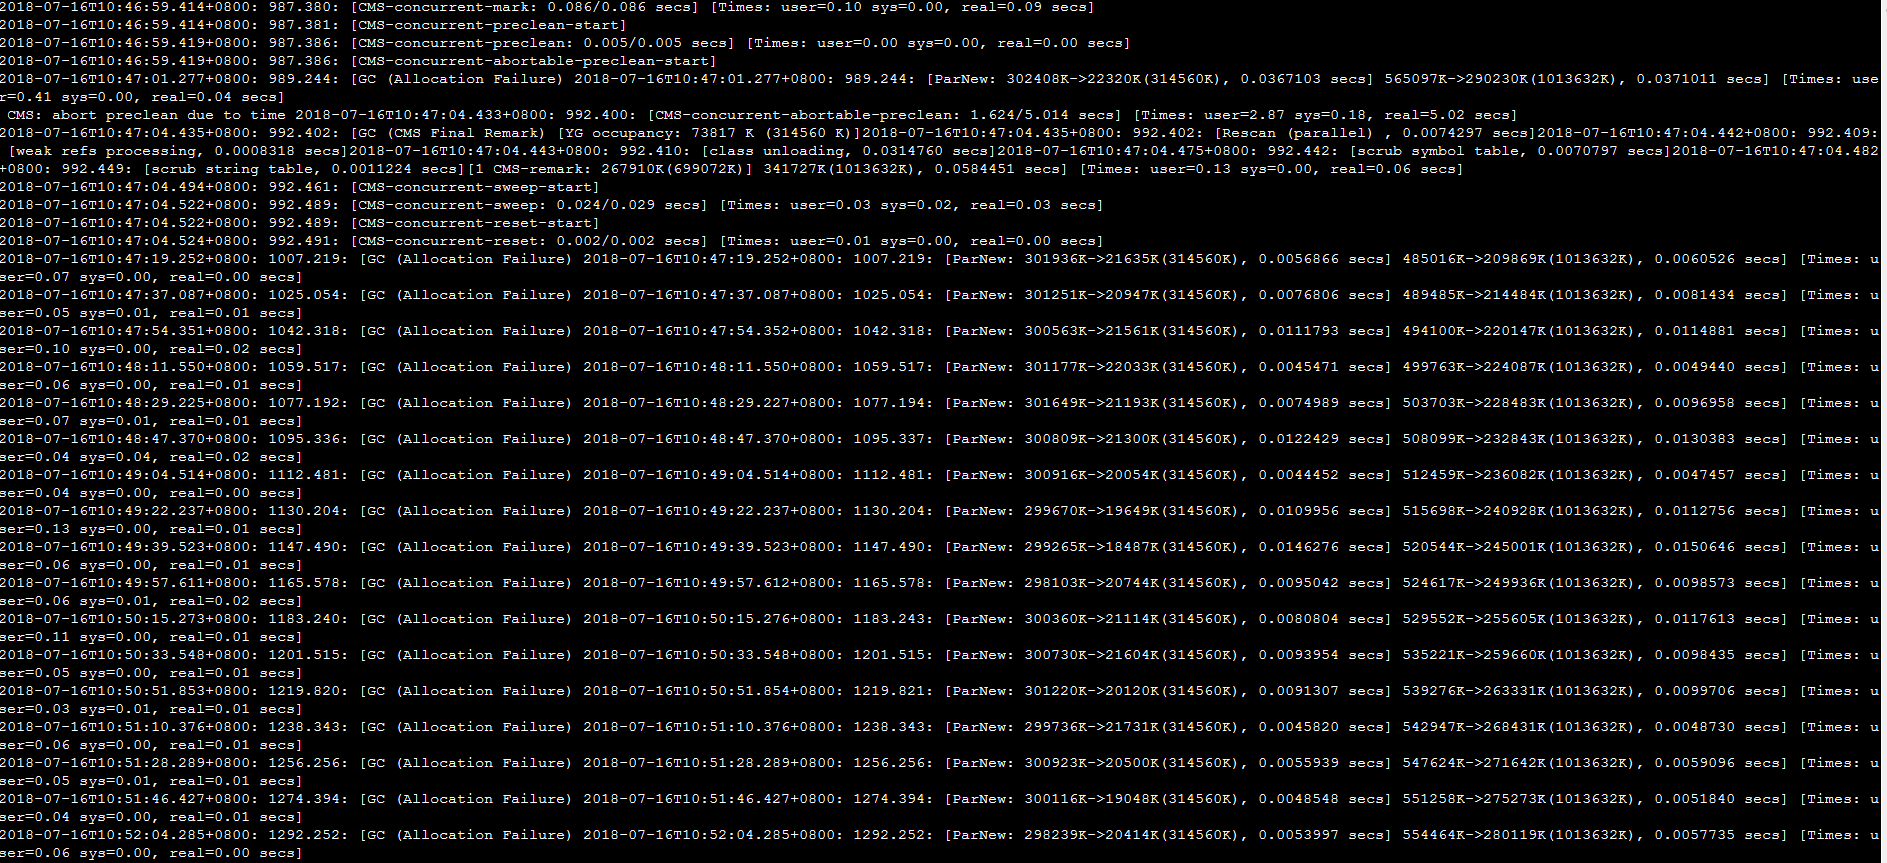 2018-07-16T10:46:59.414+0800: 987.380: [CMS-concurrent-mark: 0.086/0.086 secs] [Times: user=0.10 sys=0.00, real=0.09 secs]
2018-07-16T10:46:59.414+0800: 987.381: [CMS-concurrent-preclean-start]
2018-07-16T10:46:59.419+0800: 987.386: [CMS-concurrent-preclean: 0.005/0.005 secs] [Times: user=0.00 sys=0.00, real=0.00 secs]
2018-07-16T10:46:59.419+0800: 987.386: [CMS-concurrent-abortable-preclean-start]
2018-07-16T10:47:01.277+0800: 989.244: [GC (Allocation Failure) 2018-07-16T10:47:01.277+0800: 989.244: [ParNew: 302408K->22320K(314560K), 0.0367103 secs] 565097K->290230K(1013632K), 0.0371011 secs] [Times: use
r=0.41 sys=0.00, real=0.04 secs]
 CMS: abort preclean due to time 2018-07-16T10:47:04.433+0800: 992.400: [CMS-concurrent-abortable-preclean: 1.624/5.014 secs] [Times: user=2.87 sys=0.18, real=5.02 secs]
2018-07-16T10:47:04.435+0800: 992.402: [GC (CMS Final Remark) [YG occupancy: 73817 K (314560 K)]2018-07-16T10:47:04.435+0800: 992.402: [Rescan (parallel) , 0.0074297 secs]2018-07-16T10:47:04.442+0800: 992.409:
 [weak refs processing, 0.0008318 secs]2018-07-16T10:47:04.443+0800: 992.410: [class unloading, 0.0314760 secs]2018-07-16T10:47:04.475+0800: 992.442: [scrub symbol table, 0.0070797 secs]2018-07-16T10:47:04.482
+0800: 992.449: [scrub string table, 0.0011224 secs][1 CMS-remark: 267910K(699072K)] 341727K(1013632K), 0.0584451 secs] [Times: user=0.13 sys=0.00, real=0.06 secs]
2018-07-16T10:47:04.494+0800: 992.461: [CMS-concurrent-sweep-start]
2018-07-16T10:47:04.522+0800: 992.489: [CMS-concurrent-sweep: 0.024/0.029 secs] [Times: user=0.03 sys=0.02, real=0.03 secs]
2018-07-16T10:47:04.522+0800: 992.489: [CMS-concurrent-reset-start]
2018-07-16T10:47:04.524+0800: 992.491: [CMS-concurrent-reset: 0.002/0.002 secs] [Times: user=0.01 sys=0.00, real=0.00 secs]
2018-07-16T10:47:19.252+0800: 1007.219: [GC (Allocation Failure) 2018-07-16T10:47:19.252+0800: 1007.219: [ParNew: 301936K->21635K(314560K), 0.0056866 secs] 485016K->209869K(1013632K), 0.0060526 secs] [Times: u
ser=0.07 sys=0.00, real=0.00 secs]
2018-07-16T10:47:37.087+0800: 1025.054: [GC (Allocation Failure) 2018-07-16T10:47:37.087+0800: 1025.054: [ParNew: 301251K->20947K(314560K), 0.0076806 secs] 489485K->214484K(1013632K), 0.0081434 secs] [Times: u
ser=0.05 sys=0.01, real=0.01 secs]
2018-07-16T10:47:54.351+0800: 1042.318: [GC (Allocation Failure) 2018-07-16T10:47:54.352+0800: 1042.318: [ParNew: 300563K->21561K(314560K), 0.0111793 secs] 494100K->220147K(1013632K), 0.0114881 secs] [Times: u
ser=0.10 sys=0.00, real=0.02 secs]
2018-07-16T10:48:11.550+0800: 1059.517: [GC (Allocation Failure) 2018-07-16T10:48:11.550+0800: 1059.517: [ParNew: 301177K->22033K(314560K), 0.0045471 secs] 499763K->224087K(1013632K), 0.0049440 secs] [Times: u
ser=0.06 sys=0.00, real=0.01 secs]
2018-07-16T10:48:29.225+0800: 1077.192: [GC (Allocation Failure) 2018-07-16T10:48:29.227+0800: 1077.194: [ParNew: 301649K->21193K(314560K), 0.0074989 secs] 503703K->228483K(1013632K), 0.0096958 secs] [Times: u
ser=0.07 sys=0.01, real=0.01 secs]
2018-07-16T10:48:47.370+0800: 1095.336: [GC (Allocation Failure) 2018-07-16T10:48:47.370+0800: 1095.337: [ParNew: 300809K->21300K(314560K), 0.0122429 secs] 508099K->232843K(1013632K), 0.0130383 secs] [Times: u
ser=0.04 sys=0.04, real=0.02 secs]
2018-07-16T10:49:04.514+0800: 1112.481: [GC (Allocation Failure) 2018-07-16T10:49:04.514+0800: 1112.481: [ParNew: 300916K->20054K(314560K), 0.0044452 secs] 512459K->236082K(1013632K), 0.0047457 secs] [Times: u
ser=0.04 sys=0.00, real=0.00 secs]
2018-07-16T10:49:22.237+0800: 1130.204: [GC (Allocation Failure) 2018-07-16T10:49:22.237+0800: 1130.204: [ParNew: 299670K->19649K(314560K), 0.0109956 secs] 515698K->240928K(1013632K), 0.0112756 secs] [Times: u
ser=0.13 sys=0.00, real=0.01 secs]
2018-07-16T10:49:39.523+0800: 1147.490: [GC (Allocation Failure) 2018-07-16T10:49:39.523+0800: 1147.490: [ParNew: 299265K->18487K(314560K), 0.0146276 secs] 520544K->245001K(1013632K), 0.0150646 secs] [Times: u
ser=0.06 sys=0.00, real=0.01 secs]
2018-07-16T10:49:57.611+0800: 1165.578: [GC (Allocation Failure) 2018-07-16T10:49:57.612+0800: 1165.578: [ParNew: 298103K->20744K(314560K), 0.0095042 secs] 524617K->249936K(1013632K), 0.0098573 secs] [Times: u
ser=0.06 sys=0.01, real=0.02 secs]
2018-07-16T10:50:15.273+0800: 1183.240: [GC (Allocation Failure) 2018-07-16T10:50:15.276+0800: 1183.243: [ParNew: 300360K->21114K(314560K), 0.0080804 secs] 529552K->255605K(1013632K), 0.0117613 secs] [Times: u
ser=0.11 sys=0.00, real=0.01 secs]
2018-07-16T10:50:33.548+0800: 1201.515: [GC (Allocation Failure) 2018-07-16T10:50:33.548+0800: 1201.515: [ParNew: 300730K->21604K(314560K), 0.0093954 secs] 535221K->259660K(1013632K), 0.0098435 secs] [Times: u
ser=0.05 sys=0.00, real=0.01 secs]
2018-07-16T10:50:51.853+0800: 1219.820: [GC (Allocation Failure) 2018-07-16T10:50:51.854+0800: 1219.821: [ParNew: 301220K->20120K(314560K), 0.0091307 secs] 539276K->263331K(1013632K), 0.0099706 secs] [Times: u
ser=0.03 sys=0.01, real=0.01 secs]
2018-07-16T10:51:10.376+0800: 1238.343: [GC (Allocation Failure) 2018-07-16T10:51:10.376+0800: 1238.343: [ParNew: 299736K->21731K(314560K), 0.0045820 secs] 542947K->268431K(1013632K), 0.0048730 secs] [Times: u
ser=0.06 sys=0.00, real=0.01 secs]
2018-07-16T10:51:28.289+0800: 1256.256: [GC (Allocation Failure) 2018-07-16T10:51:28.289+0800: 1256.256: [ParNew: 300923K->20500K(314560K), 0.0055939 secs] 547624K->271642K(1013632K), 0.0059096 secs] [Times: u
ser=0.05 sys=0.01, real=0.01 secs]
2018-07-16T10:51:46.427+0800: 1274.394: [GC (Allocation Failure) 2018-07-16T10:51:46.427+0800: 1274.394: [ParNew: 300116K->19048K(314560K), 0.0048548 secs] 551258K->275273K(1013632K), 0.0051840 secs] [Times: u
ser=0.04 sys=0.00, real=0.01 secs]
2018-07-16T10:52:04.285+0800: 1292.252: [GC (Allocation Failure) 2018-07-16T10:52:04.285+0800: 1292.252: [ParNew: 298239K->20414K(314560K), 0.0053997 secs] 554464K->280119K(1013632K), 0.0057735 secs] [Times: u
ser=0.06 sys=0.00, real=0.00 secs]